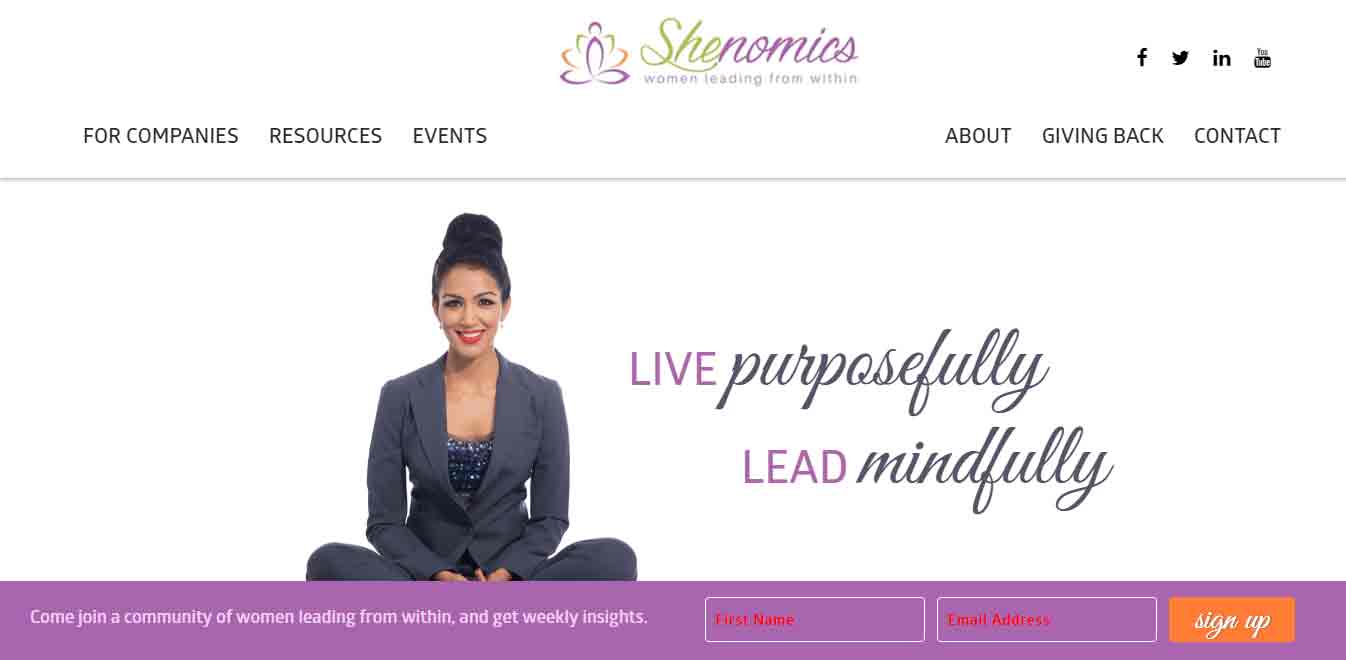 Shenomics
women leading from within
You
Tube
FOR COMPANIES RESOURCES EVENTS ABOUT GIVING BACK CONTACT
LIVE purposefully
LEAD mindfully
Come join a community of women leading from within, and get weekly insights. First Name Email Address sign up